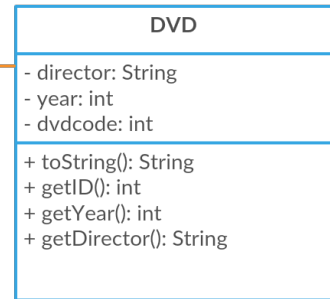 DVD
- director: String
- year: int
- dvdcode: int
+ toString(): String
+ getID(): int
+ getYear(): int
+ getDirector(): String